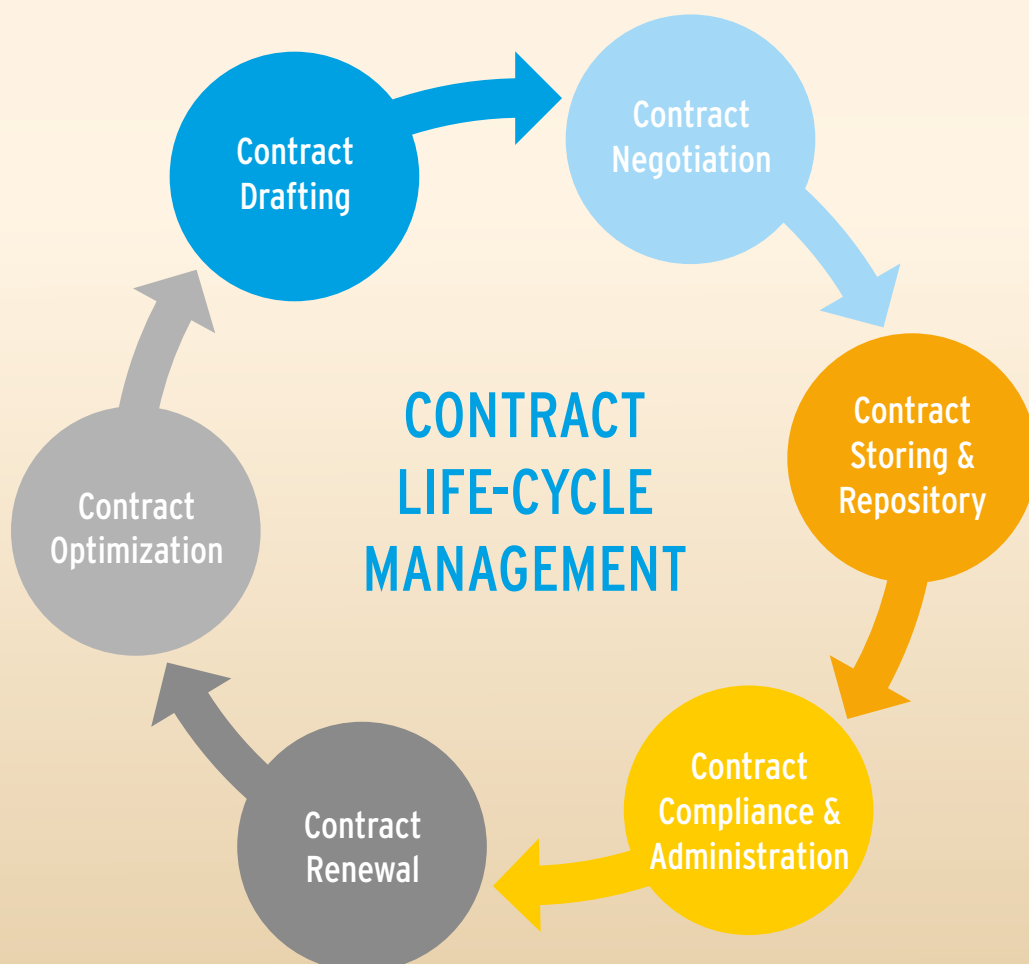 Contract
Drafting
Contract
Negotiation
Contract
Storing &
Repository
Contract
Compliance &
Administration
Contract
Renewal
Contract
Optimization
CONTRACT
LIFE-CYCLE
MANAGEMENT